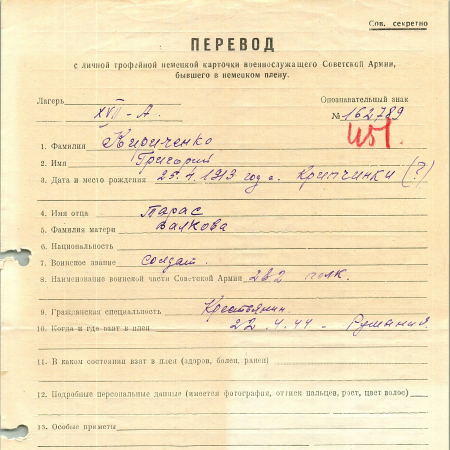 Сов. секретно
ПЕРЕВОД
с личной трофейной немецкой карточки военнослужащего Советской Армии,
бывшего в немецком плену.
Лагерь XVII-А.
Опознавательный знак
№ 162789
1. Фамилия Кириченко
2. Имя Григорий
3. Дата и место рождения 25.4.1913 год с. Крипчинки (?)
4. Имя отца Тарас
5. Фамилия матери Валкова
6. Национальность
7. Воинское звание солдат.
8. Наименование воинской части Советской Армии 202 полк.
9. Гражданская специальность Крестьянин
10. Когда и где взят в плен 22.4.44 - Румыния.
11. В каком состоянии взят в плен (здоров, болен, ранен)
12. Подробные персональные данные (имеется фотография, оттиск пальцев, рост, цвет волос)
13. Особые приметы